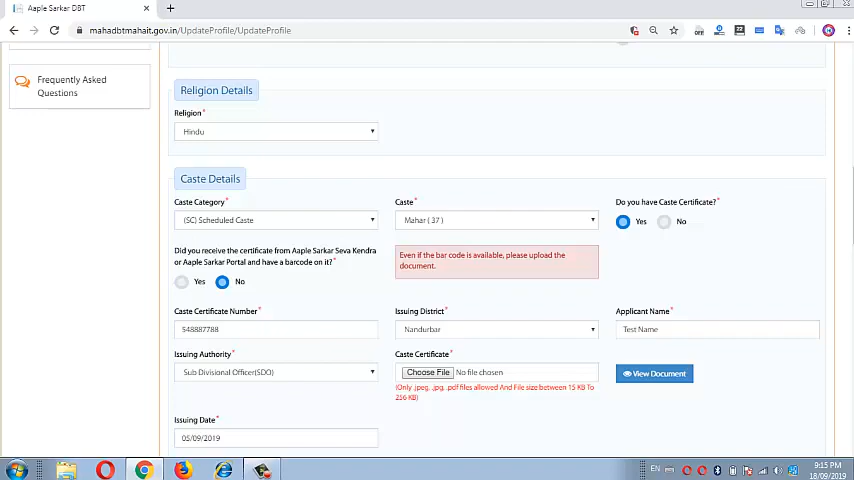 Aaple Sarkar DBT
mahadbtmahait.gov.in/UpdateProfile/UpdateProfile
Frequently Asked
Questions
Religion Details
Religion*
Hindu
Caste Details
Caste Category*
Caste*
Do you have Caste Certificate?*
(SC) Scheduled Caste
Mahar ( 37 )
Yes No
Did you receive the certificate from Aaple Sarkar Seva Kendra
or Aaple Sarkar Portal and have a barcode on it?*
Even if the bar code is available, please upload the
document.
Yes No
Caste Certificate Number*
Issuing District*
Applicant Name*
548887788
Nandurbar
Test Name
Issuing Authority*
Caste Certificate*
Sub Divisional Officer(SDO)
Choose File No file chosen
View Document
(Only .jpeg, .jpg, .pdf files allowed And File size between 15 KB To
256 KB)
Issuing Date*
05/09/2019
EN
9:15 PM
18/09/2019